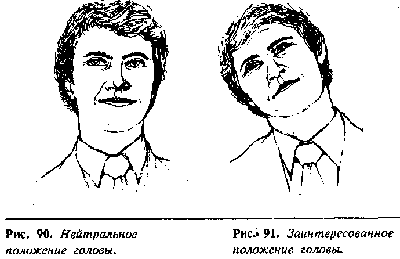 Рис. 90. Нейтральное
положение головы.
Рис. 91. Заинтересованное
положение головы.